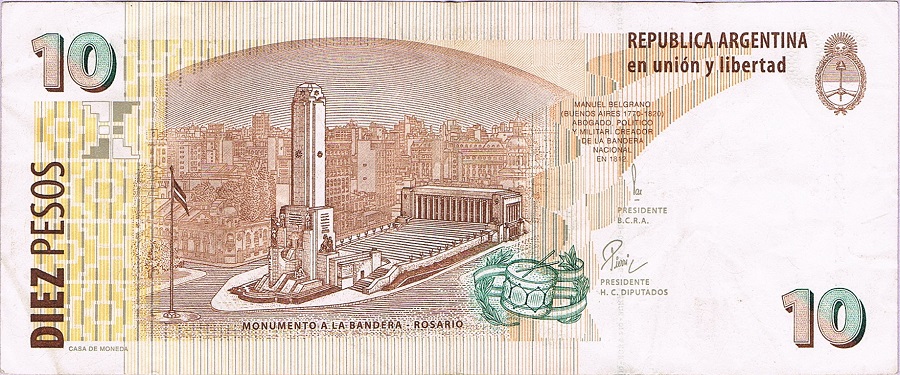 10
REPUBLICA ARGENTINA
en unión y libertad
MANUEL BELGRANO
(BUENOS AIRES 1770-1820)
ABOGADO, POLÍTICO
Y MILITAR. CREADOR
DE LA BANDERA
NACIONAL
EN 1812.
DIEZ PESOS
PRESIDENTE
B.C.R.A.
PRESIDENTE
H. C. DIPUTADOS
MONUMENTO A LA BANDERA - ROSARIO
CASA DE MONEDA
10